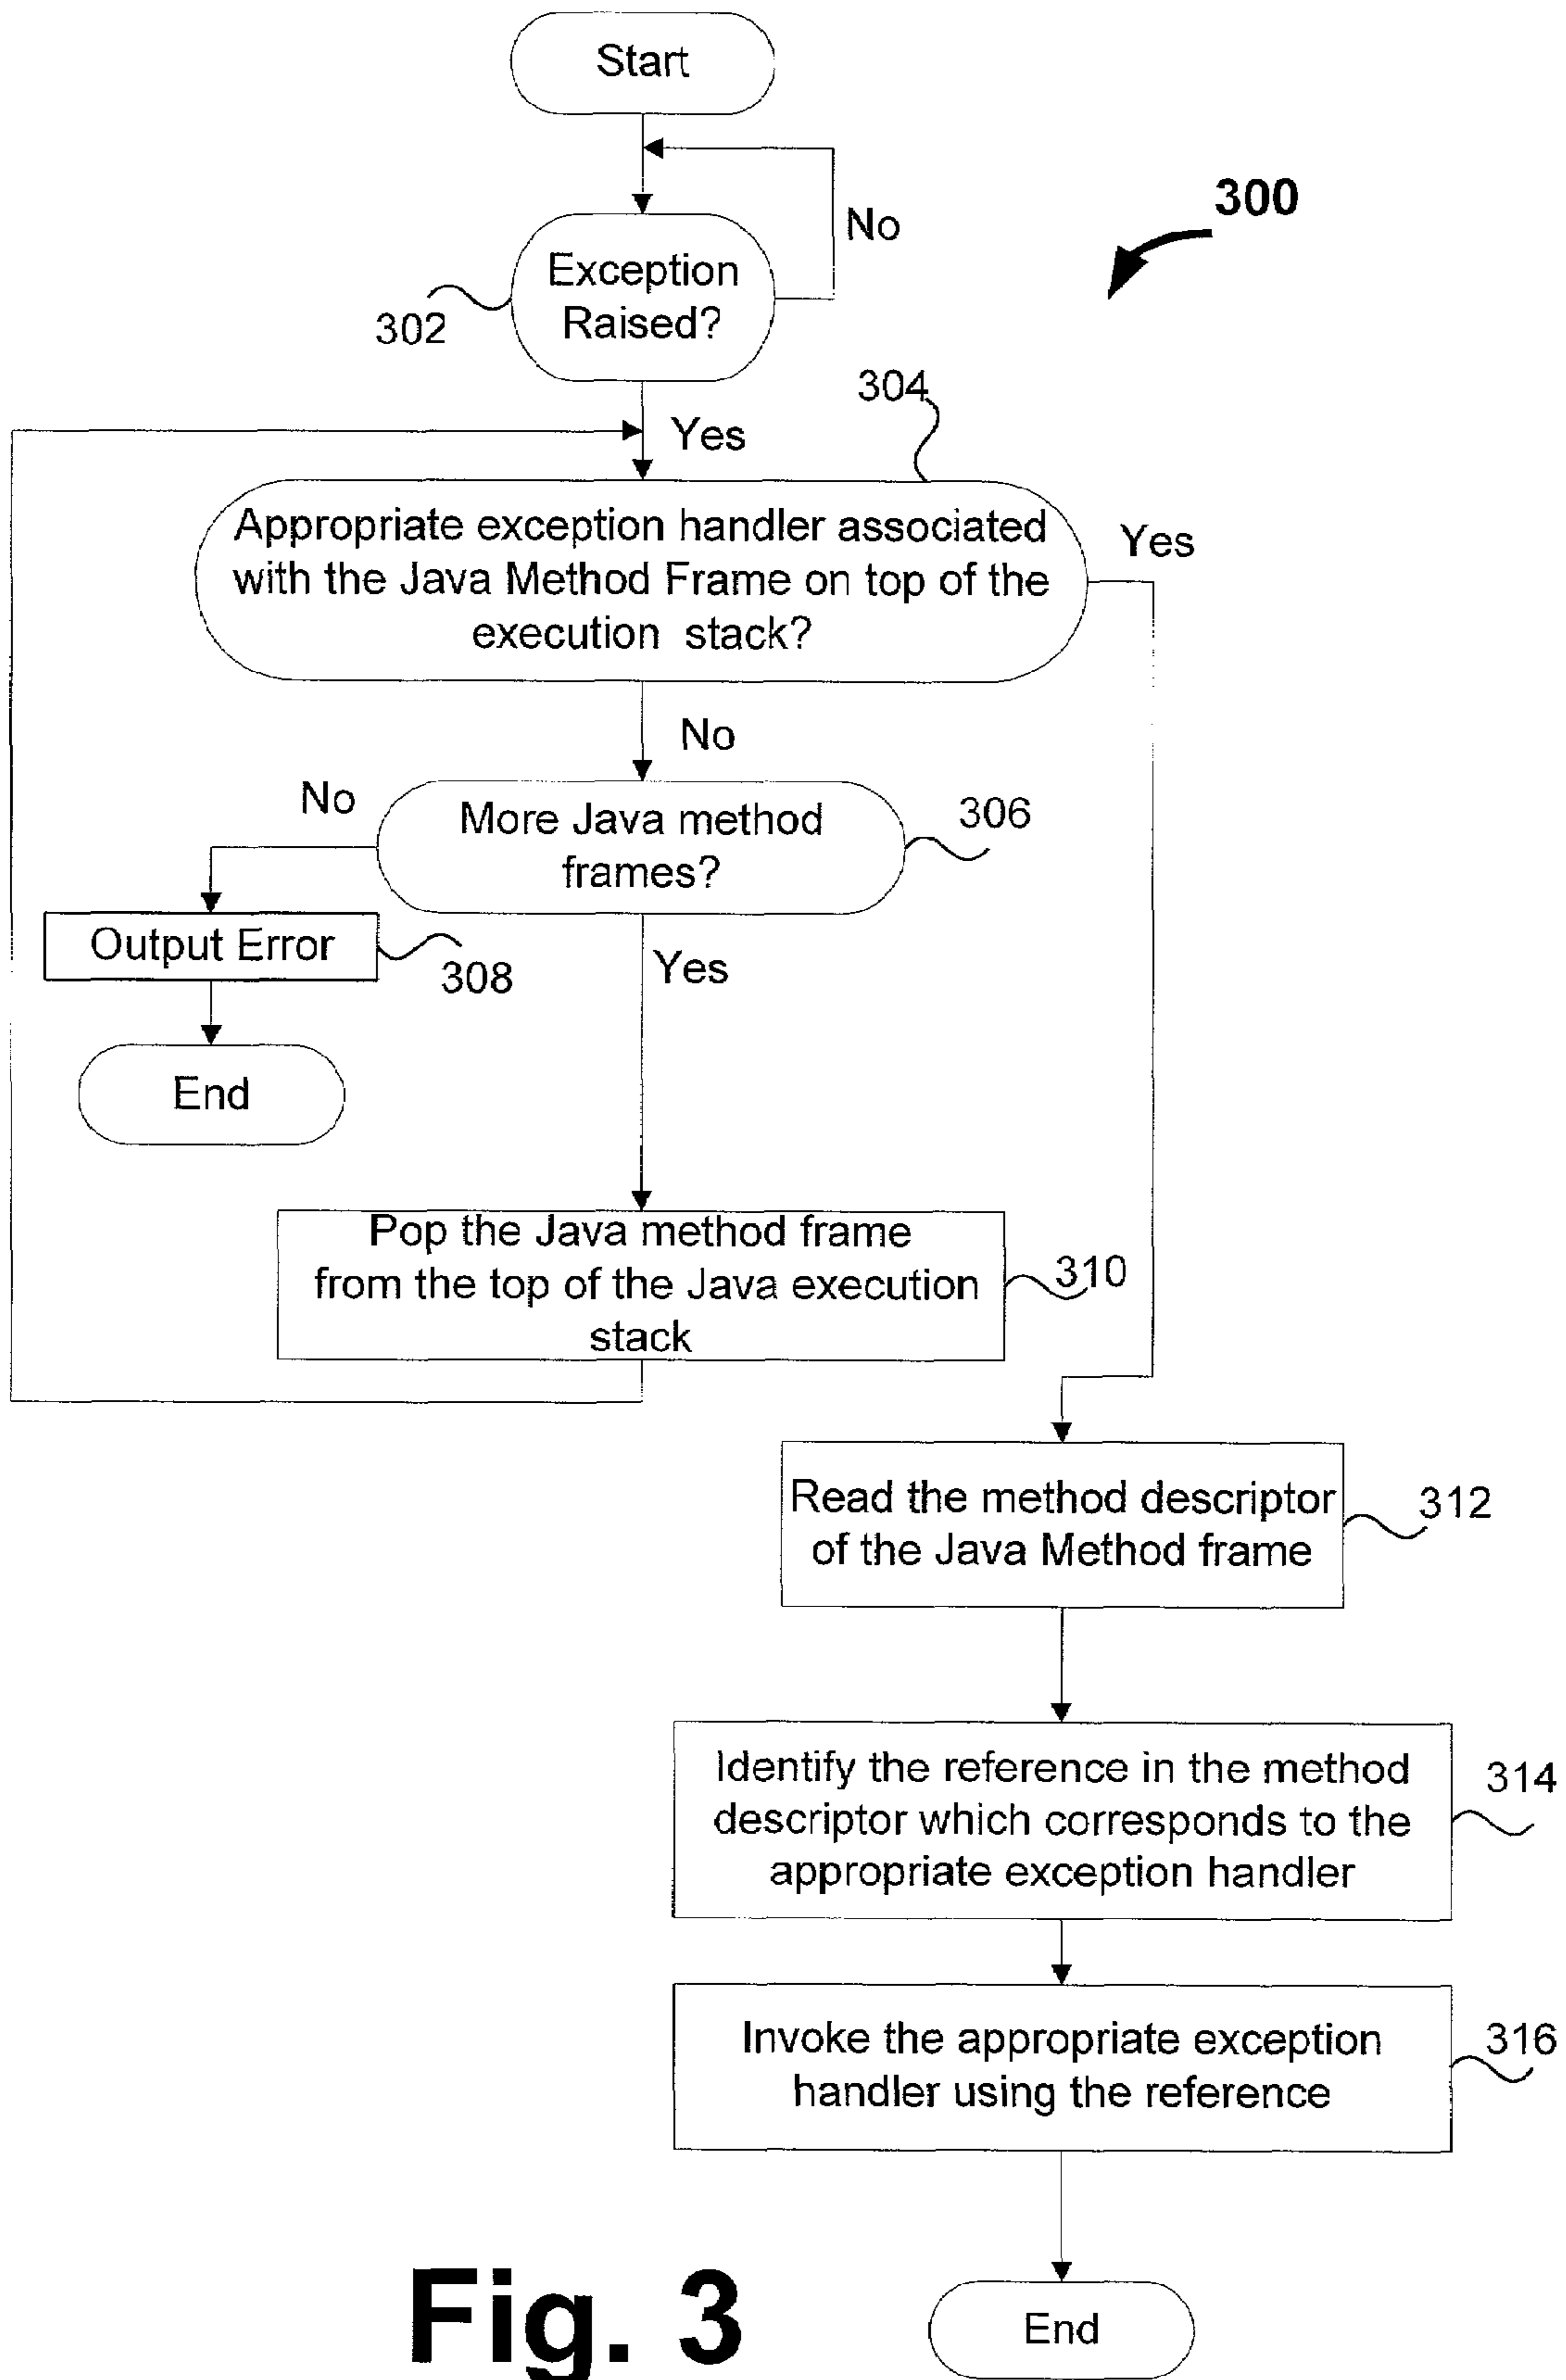 Start
No
300
Exception
Raised?
302
304
Yes
Appropriate exception handler associated
with the Java Method Frame on top of the
execution stack?
Yes
No
No
More Java method
frames?
306
Output Error
308
Yes
End
Pop the Java method frame
from the top of the Java execution
stack
310
Read the method descriptor
of the Java Method frame
312
Identify the reference in the method
descriptor which corresponds to the
appropriate exception handler
314
Invoke the appropriate exception
handler using the reference
316
End
Fig. 3